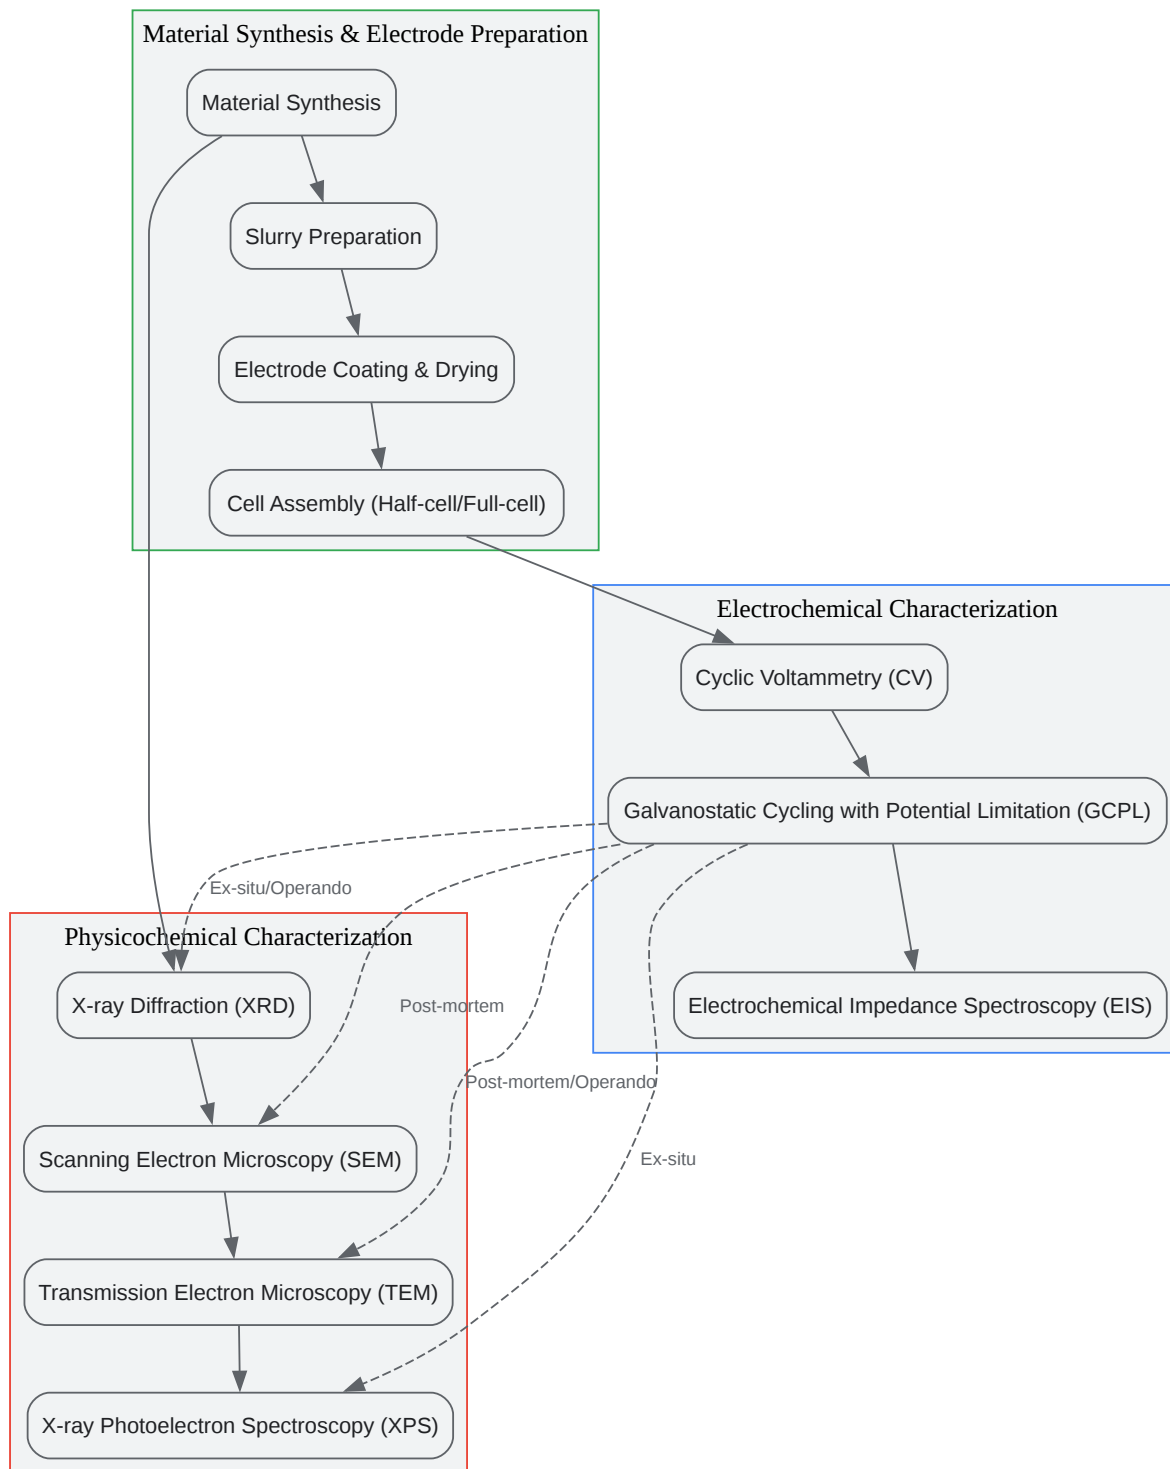 Material Synthesis & Electrode Preparation
Material Synthesis
Slurry Preparation
Electrode Coating & Drying
Cell Assembly (Half-cell/Full-cell)
Electrochemical Characterization
Cyclic Voltammetry (CV)
Galvanostatic Cycling with Potential Limitation (GCPL)
Ex-situ/Operando
Physicochemical Characterization
X-ray Diffraction (XRD)
Post-mortem
Electrochemical Impedance Spectroscopy (EIS)
Post-mortem/Operando
Scanning Electron Microscopy (SEM)
Ex-situ
Transmission Electron Microscopy (TEM)
X-ray Photoelectron Spectroscopy (XPS)